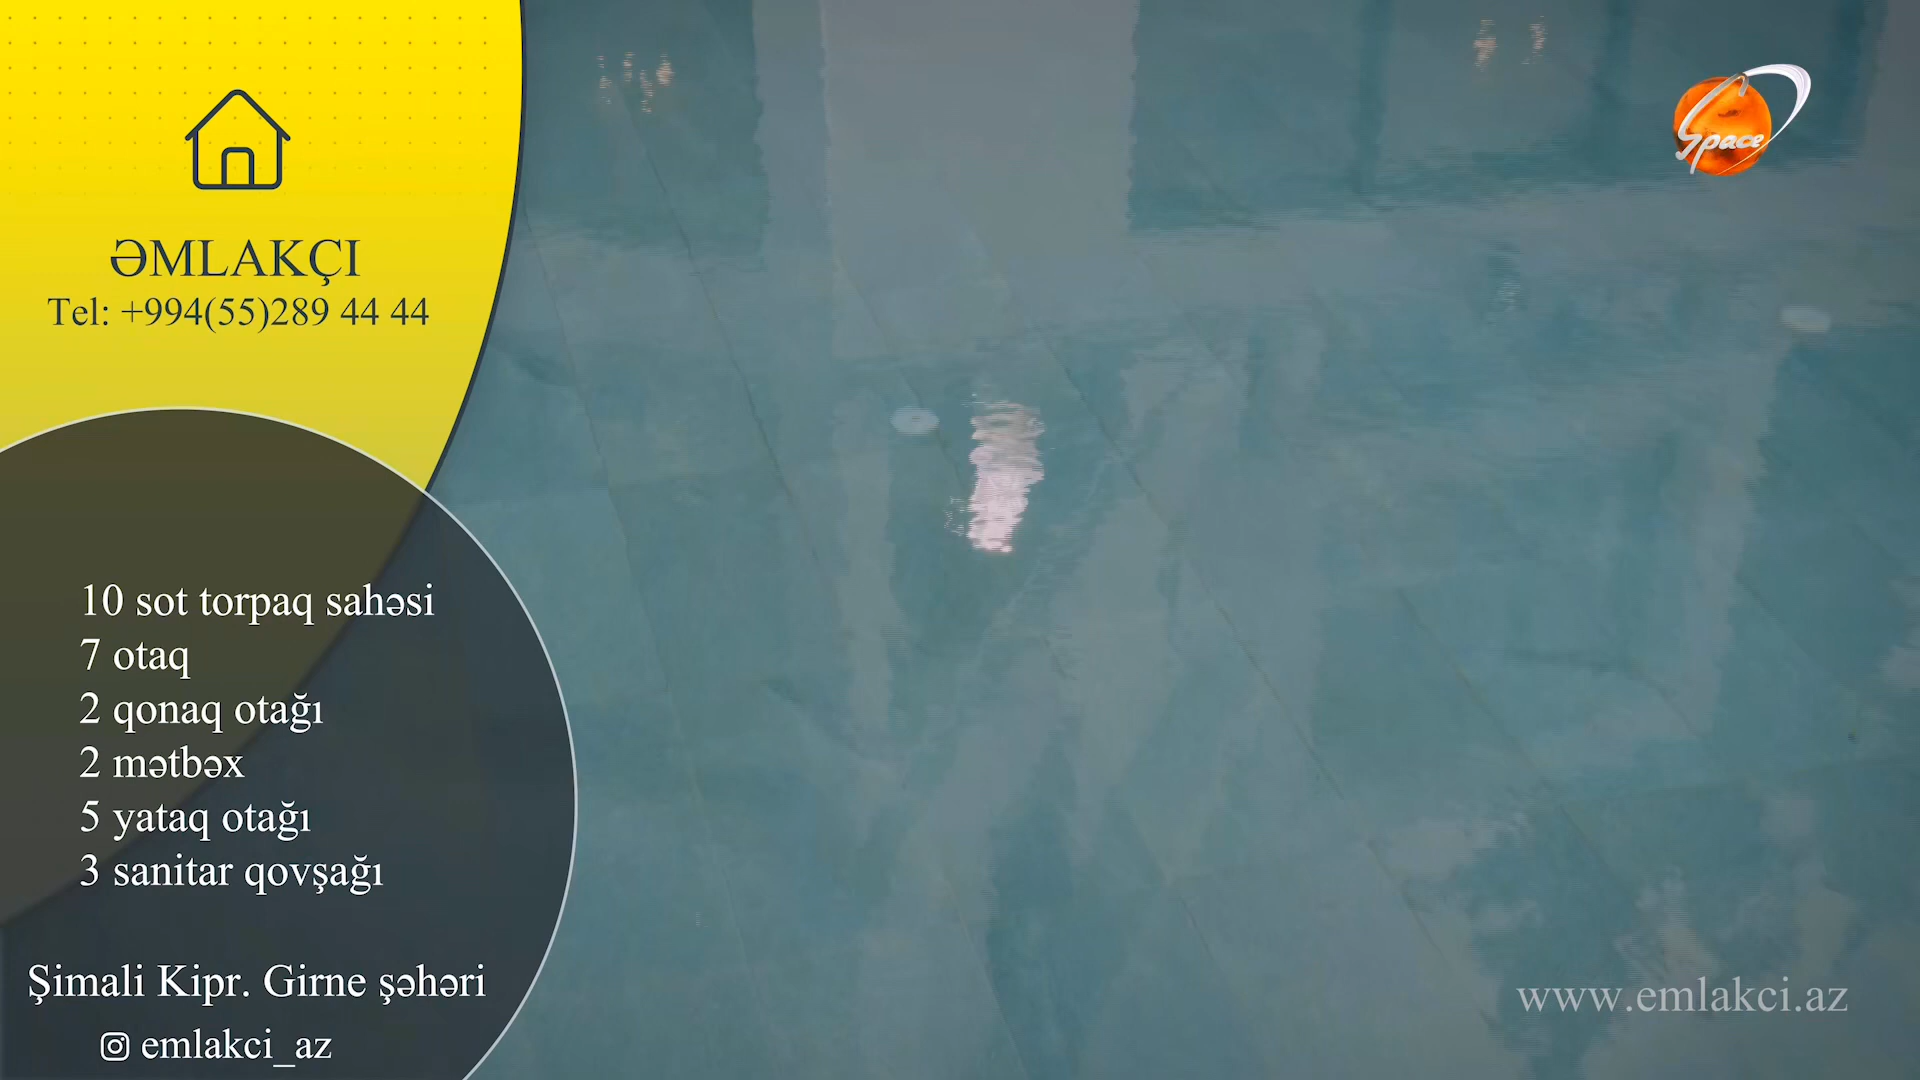 ƏMLAKÇI
Tel: +994(55)289 44 44
Space
10 sot torpaq sahəsi
7 otaq
2 qonaq otağı
2 mətbəx
5 yataq otağı
3 sanitar qovşağı
Şimali Kipr. Girne şəhəri
emlakci_az
www.emlakci.az